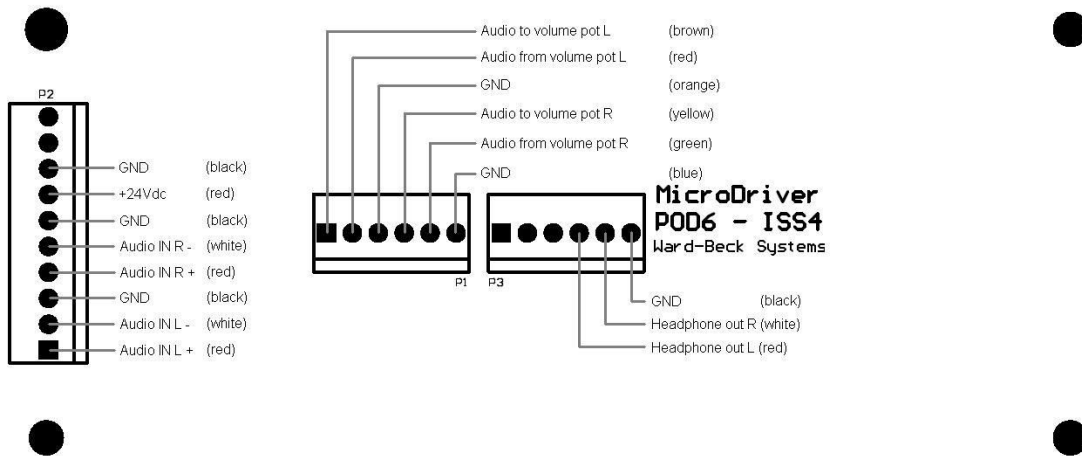 Audio to volume pot L (brown)
Audio from volume pot L (red)
GND (orange)
Audio to volume pot R (yellow)
Audio from volume pot R (green)
GND (blue)
P2
GND (black)
+24Vdc (red)
GND (black)
Audio IN R - (white)
Audio IN R + (red)
GND (black)
Audio IN L - (white)
Audio IN L + (red)
MicroDriver
POD6 - ISS4
Ward-Beck Systems
P1
P3
GND (black)
Headphone out R (white)
Headphone out L (red)